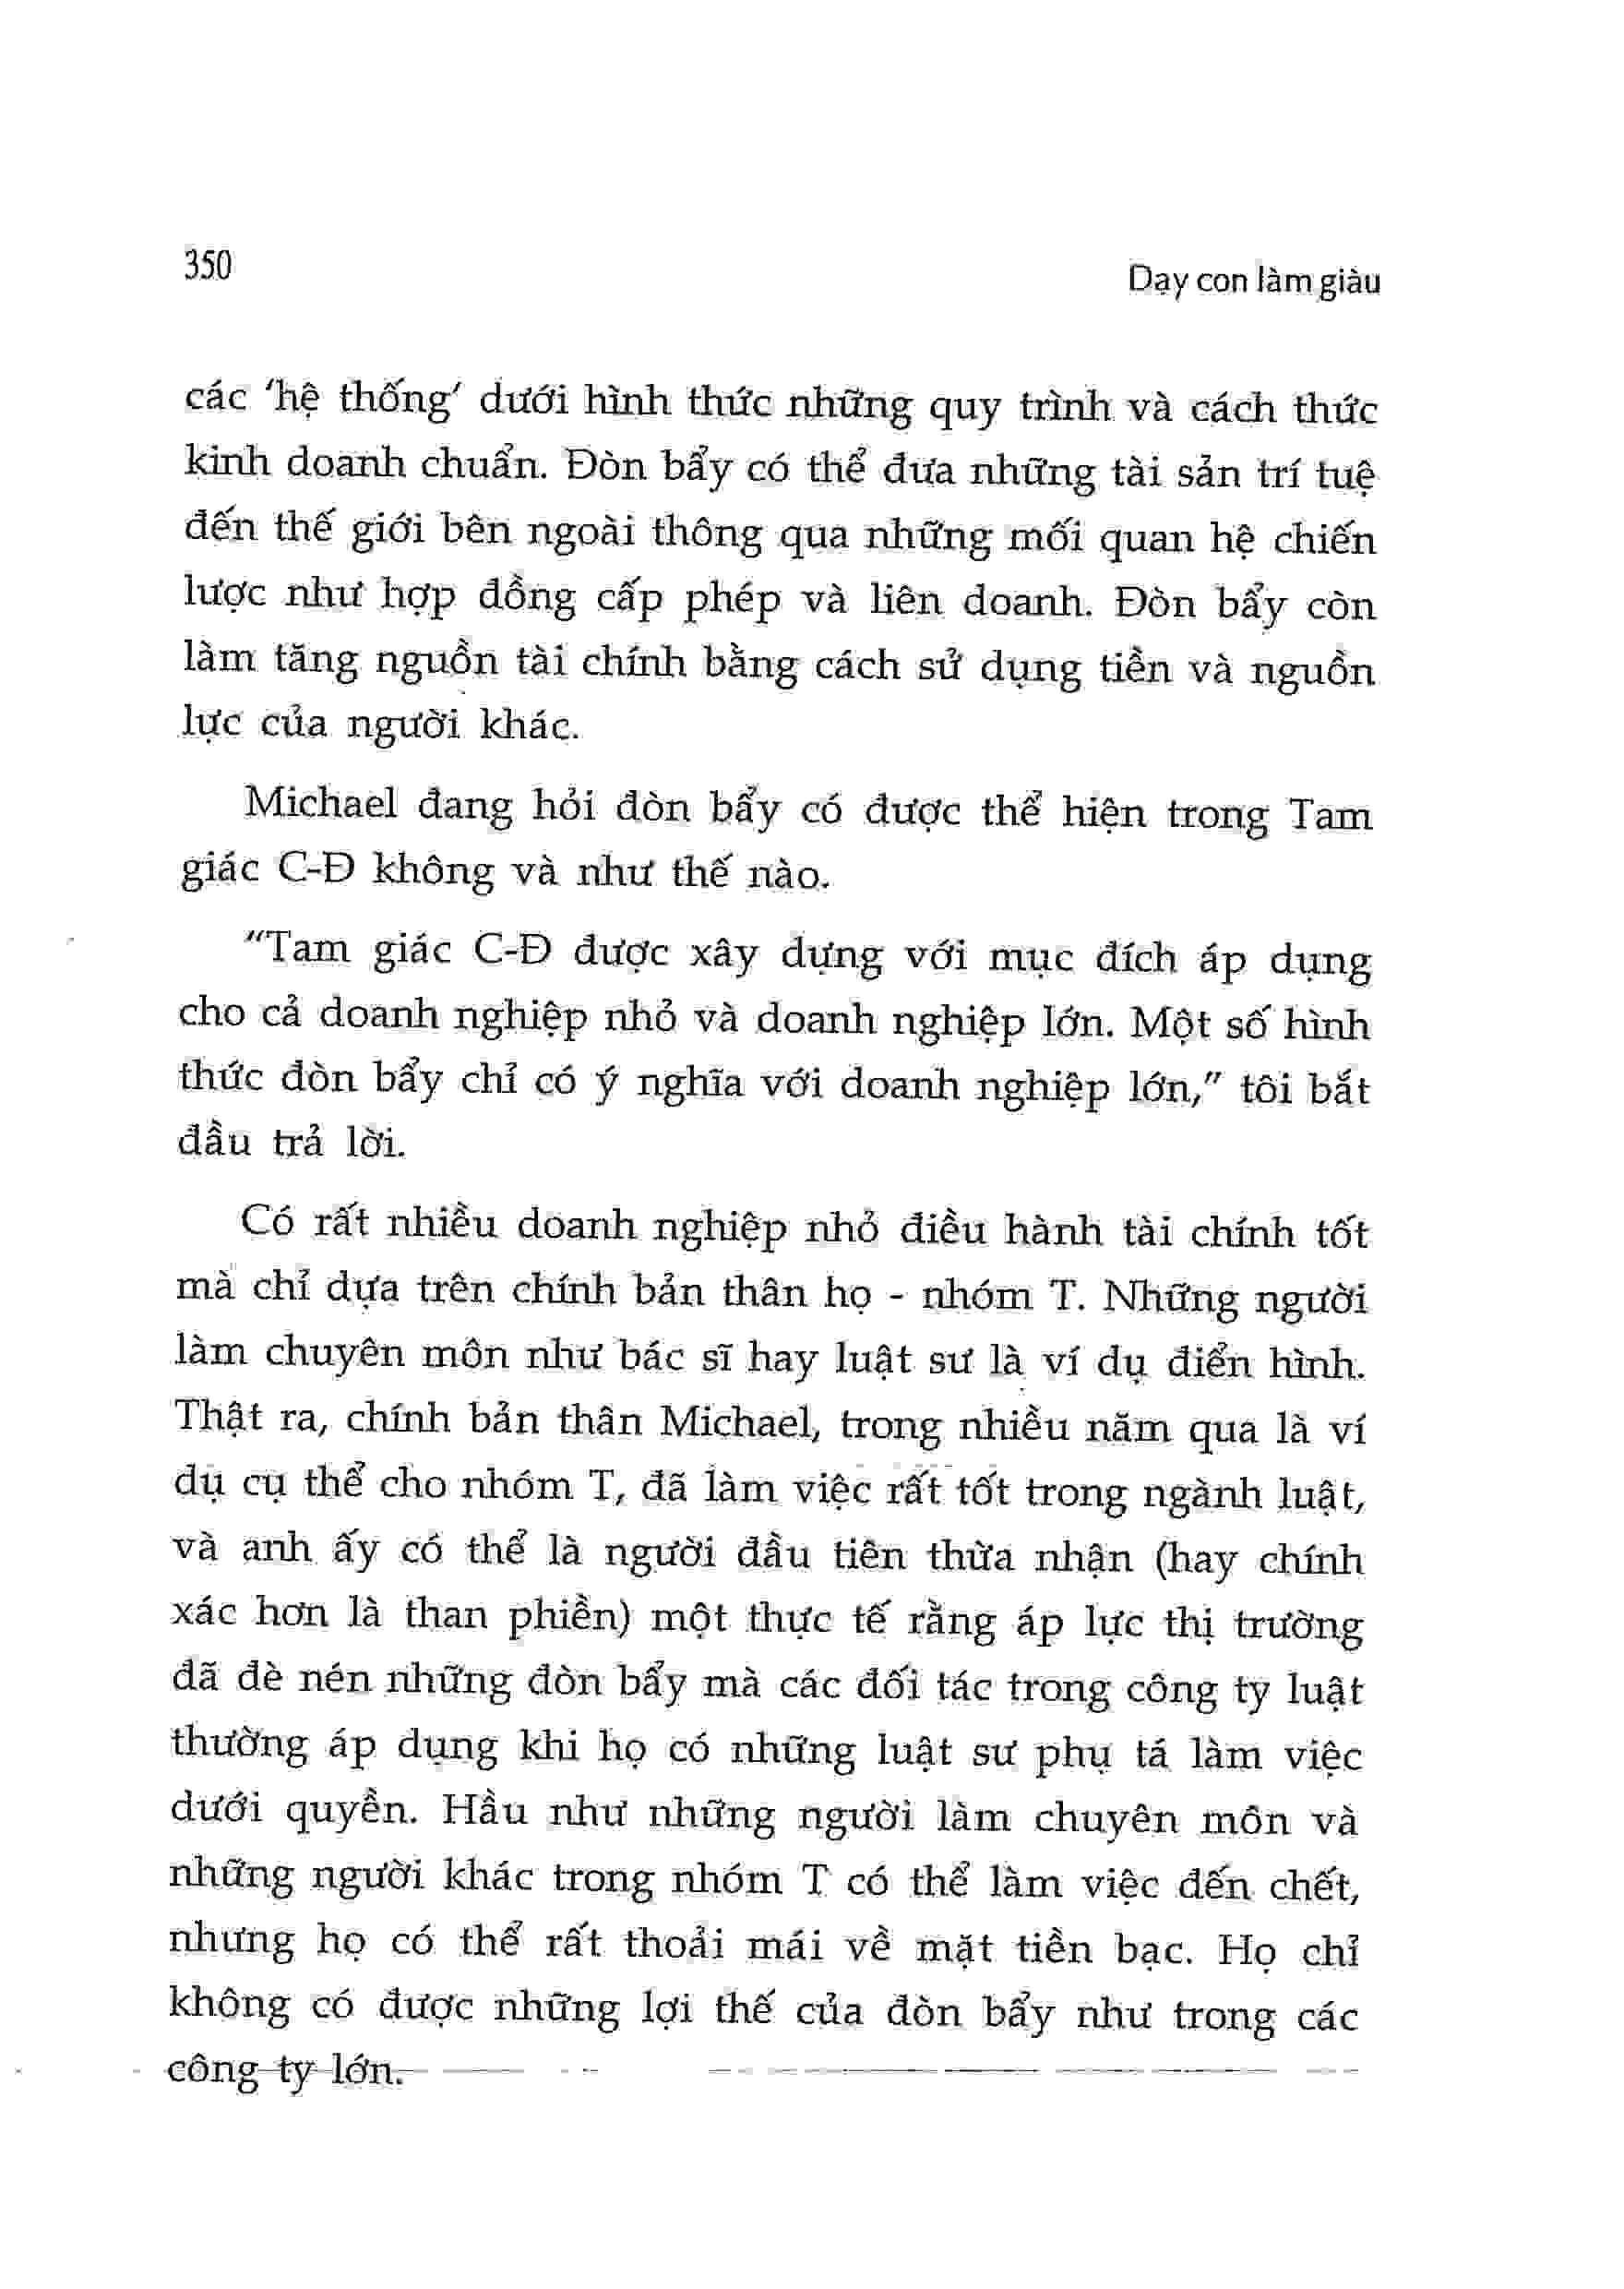 350
Dạy con làm giàu
các 'hệ thống' dưới hình thức những quy trình và cách thức
kinh doanh chuẩn. Đòn bẩy có thể đưa những tài sản trí tuệ
đến thế giới bên ngoài thông qua những mối quan hệ chiến
lược như hợp đồng cấp phép và liên doanh. Đòn bẩy còn
làm tăng nguồn tài chính bằng cách sử dụng tiền và nguồn
lực của người khác.
Michael đang hỏi đòn bẩy có được thể hiện trong Tam
giác C-Đ không và như thế nào.
"Tam giác C-Đ được xây dựng với mục đích áp dụng
cho cả doanh nghiệp nhỏ và doanh nghiệp lớn. Một số hình
thức đòn bẩy chỉ có ý nghĩa với doanh nghiệp lớn," tôi bắt
đầu trả lời.
Có rất nhiều doanh nghiệp nhỏ điều hành tài chính tốt
mà chỉ dựa trên chính bản thân họ - nhóm T. Những người
làm chuyên môn như bác sĩ hay luật sư là ví dụ điển hình.
Thật ra, chính bản thân Michael, trong nhiều năm qua là ví
dụ cụ thể cho nhóm T, đã làm việc rất tốt trong ngành luật,
và anh ấy có thể là người đầu tiên thừa nhận (hay chính
xác hơn là than phiền) một thực tế rằng áp lực thị trường
đã đè nén những đòn bẩy mà các đối tác trong công ty luật
thường áp dụng khi họ có những luật sư phụ tá làm việc
dưới quyền. Hầu như những người làm chuyên môn và
những người khác trong nhóm T có thể làm việc đến chết,
nhưng họ có thể rất thoải mái về mặt tiền bạc. Họ chỉ
không có được những lợi thế của đòn bẩy như trong các
công ty lớn.